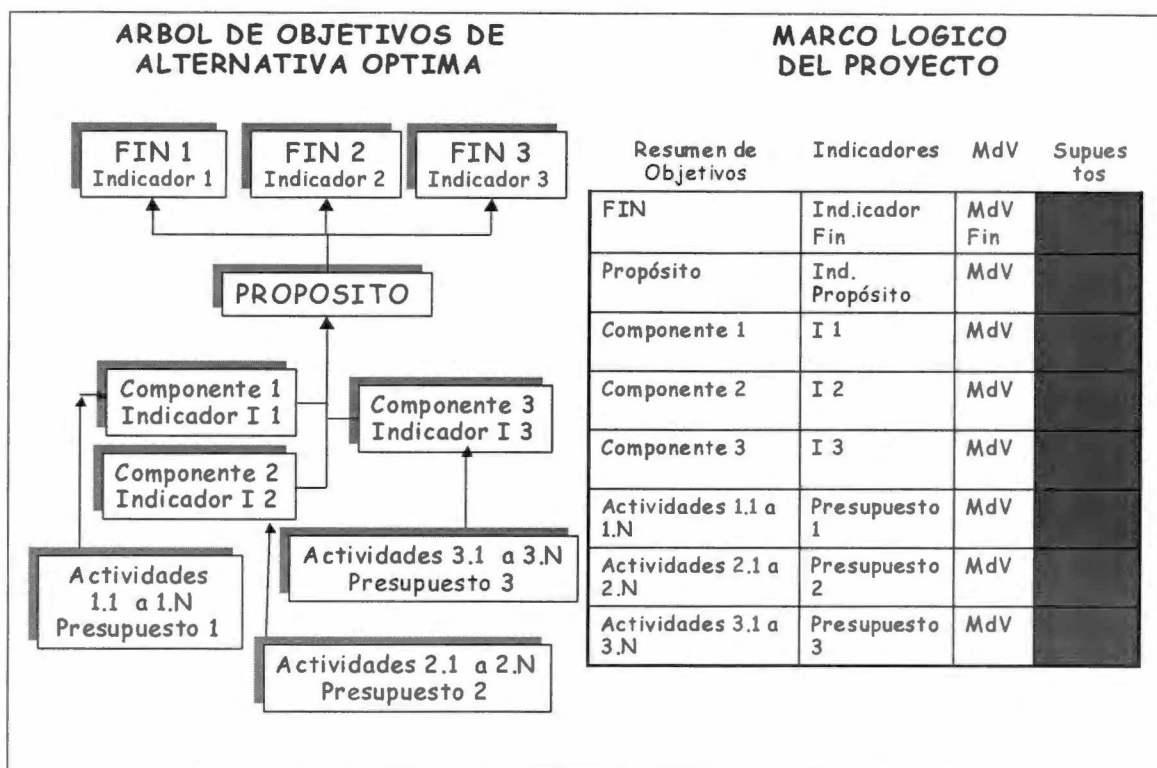 ARBOL DE OBJETIVOS DE
ALTERNATIVA OPTIMA
FIN 1
Indicador 1
FIN 2
Indicador 2
FIN 3
Indicador 3
PROPOSITO
Componente 1
Indicador I 1
Componente 2
Indicador I 2
Componente 3
Indicador I 3
Actividades
1.1 a 1.N
Presupuesto 1
Actividades 3.1 a 3.N
Presupuesto 3
Actividades 2.1 a 2.N
Presupuesto 2
MARCO LOGICO
DEL PROYECTO
Resumen de
Objetivos
Indicadores
MdV
Supues
tos
FIN
Ind.icador
Fin
MdV
Fin
Propósito
Ind.
Propósito
MdV
Componente 1
I 1
MdV
Componente 2
I 2
MdV
Componente 3
I 3
MdV
Actividades 1.1 a
1.N
Presupuesto
1
MdV
Actividades 2.1 a
2.N
Presupuesto
2
MdV
Actividades 3.1 a
3.N
Presupuesto
3
MdV